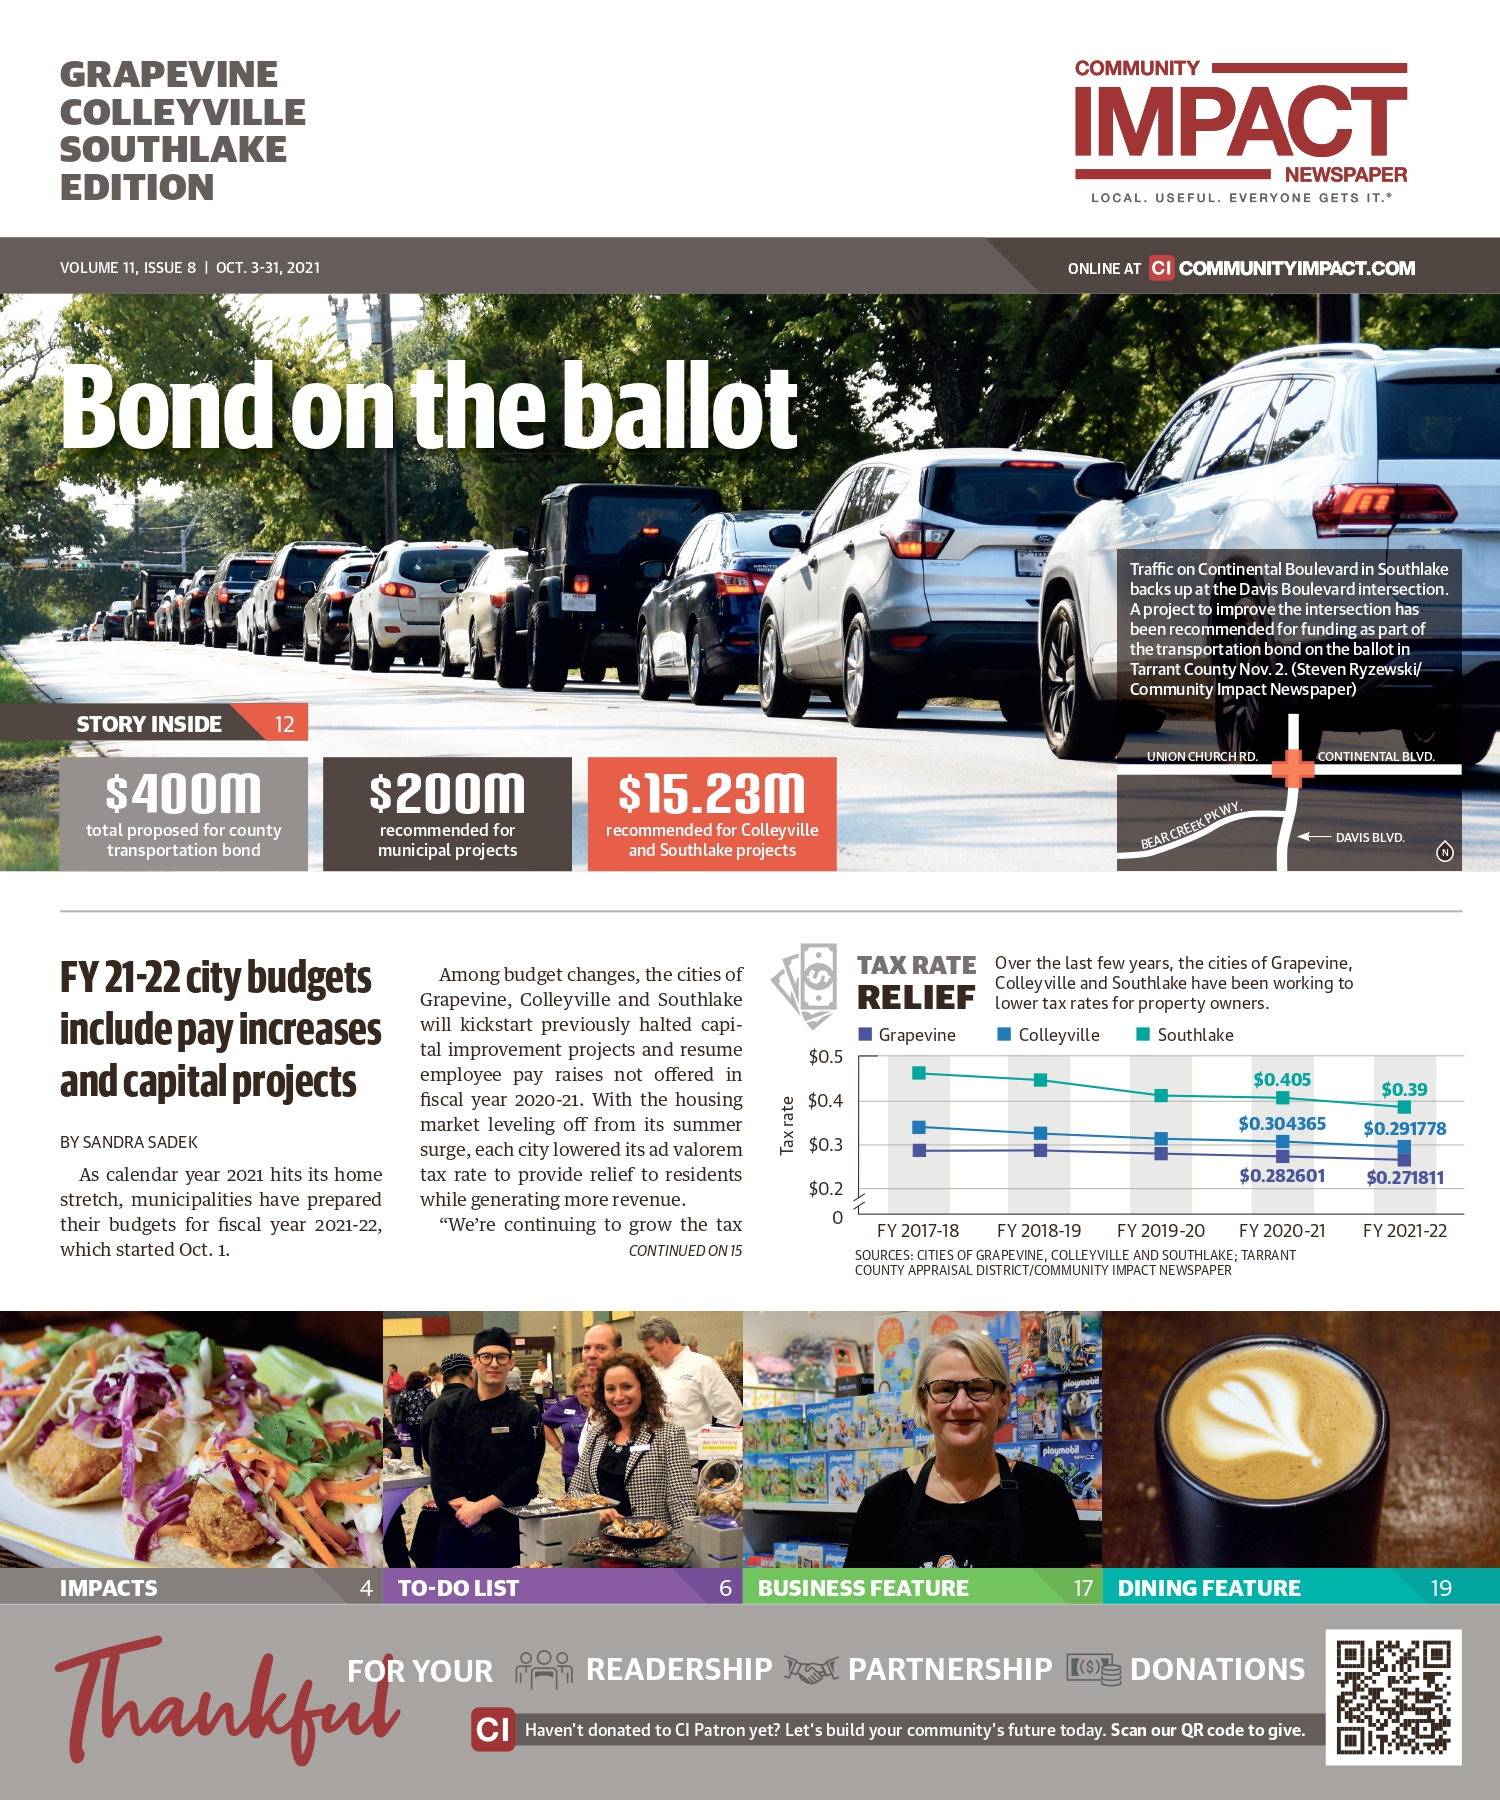 GRAPEVINE
COLLEYVILLE
SOUTHLAKE
EDITION
COMMUNITY
IMPACT
NEWSPAPER
LOCAL. USEFUL. EVERYONE GETS IT.®
VOLUME 11, ISSUE 8 | OCT. 3-31, 2021
ONLINE AT CI COMMUNITYIMPACT.COM
Bond on the ballot
Traffic on Continental Boulevard in Southlake
backs up at the Davis Boulevard intersection.
A project to improve the intersection has
been recommended for funding as part of
the transportation bond on the ballot in
Tarrant County Nov. 2. (Steven Ryzewski/
Community Impact Newspaper)
UNION CHURCH RD.
CONTINENTAL BLVD.
BEAR CREEK PKWY.
DAVIS BLVD.
N
STORY INSIDE 12
$400M
total proposed for county
transportation bond
$200M
recommended for
municipal projects
$15.23M
recommended for Colleyville
and Southlake projects
FY 21-22 city budgets
include pay increases
and capital projects
BY SANDRA SADEK
As calendar year 2021 hits its home
stretch, municipalities have prepared
their budgets for fiscal year 2021-22,
which started Oct. 1.
Among budget changes, the cities of
Grapevine, Colleyville and Southlake
will kickstart previously halted capi-
tal improvement projects and resume
employee pay raises not offered in
fiscal year 2020-21. With the housing
market leveling off from its summer
surge, each city lowered its ad valorem
tax rate to provide relief to residents
while generating more revenue.
“We’re continuing to grow the tax
CONTINUED ON 15
TAX RATE
RELIEF
Over the last few years, the cities of Grapevine,
Colleyville and Southlake have been working to
lower tax rates for property owners.
Grapevine Colleyville Southlake
Tax rate
$0.5
$0.4
$0.3
$0.2
0
$0.405
$0.39
$0.304365
$0.291778
$0.282601
$0.271811
FY 2017-18 FY 2018-19 FY 2019-20 FY 2020-21 FY 2021-22
SOURCES: CITIES OF GRAPEVINE, COLLEYVILLE AND SOUTHLAKE; TARRANT
COUNTY APPRAISAL DISTRICT/COMMUNITY IMPACT NEWSPAPER
3+
playmobil
playmobil
playmobil
SPACE
IMPACTS 4
TO-DO LIST 6
BUSINESS FEATURE 17
DINING FEATURE 19
Thankful
FOR YOUR READERSHIP PARTNERSHIP DONATIONS
CI Haven't donated to CI Patron yet? Let's build your community's future today. Scan our QR code to give.